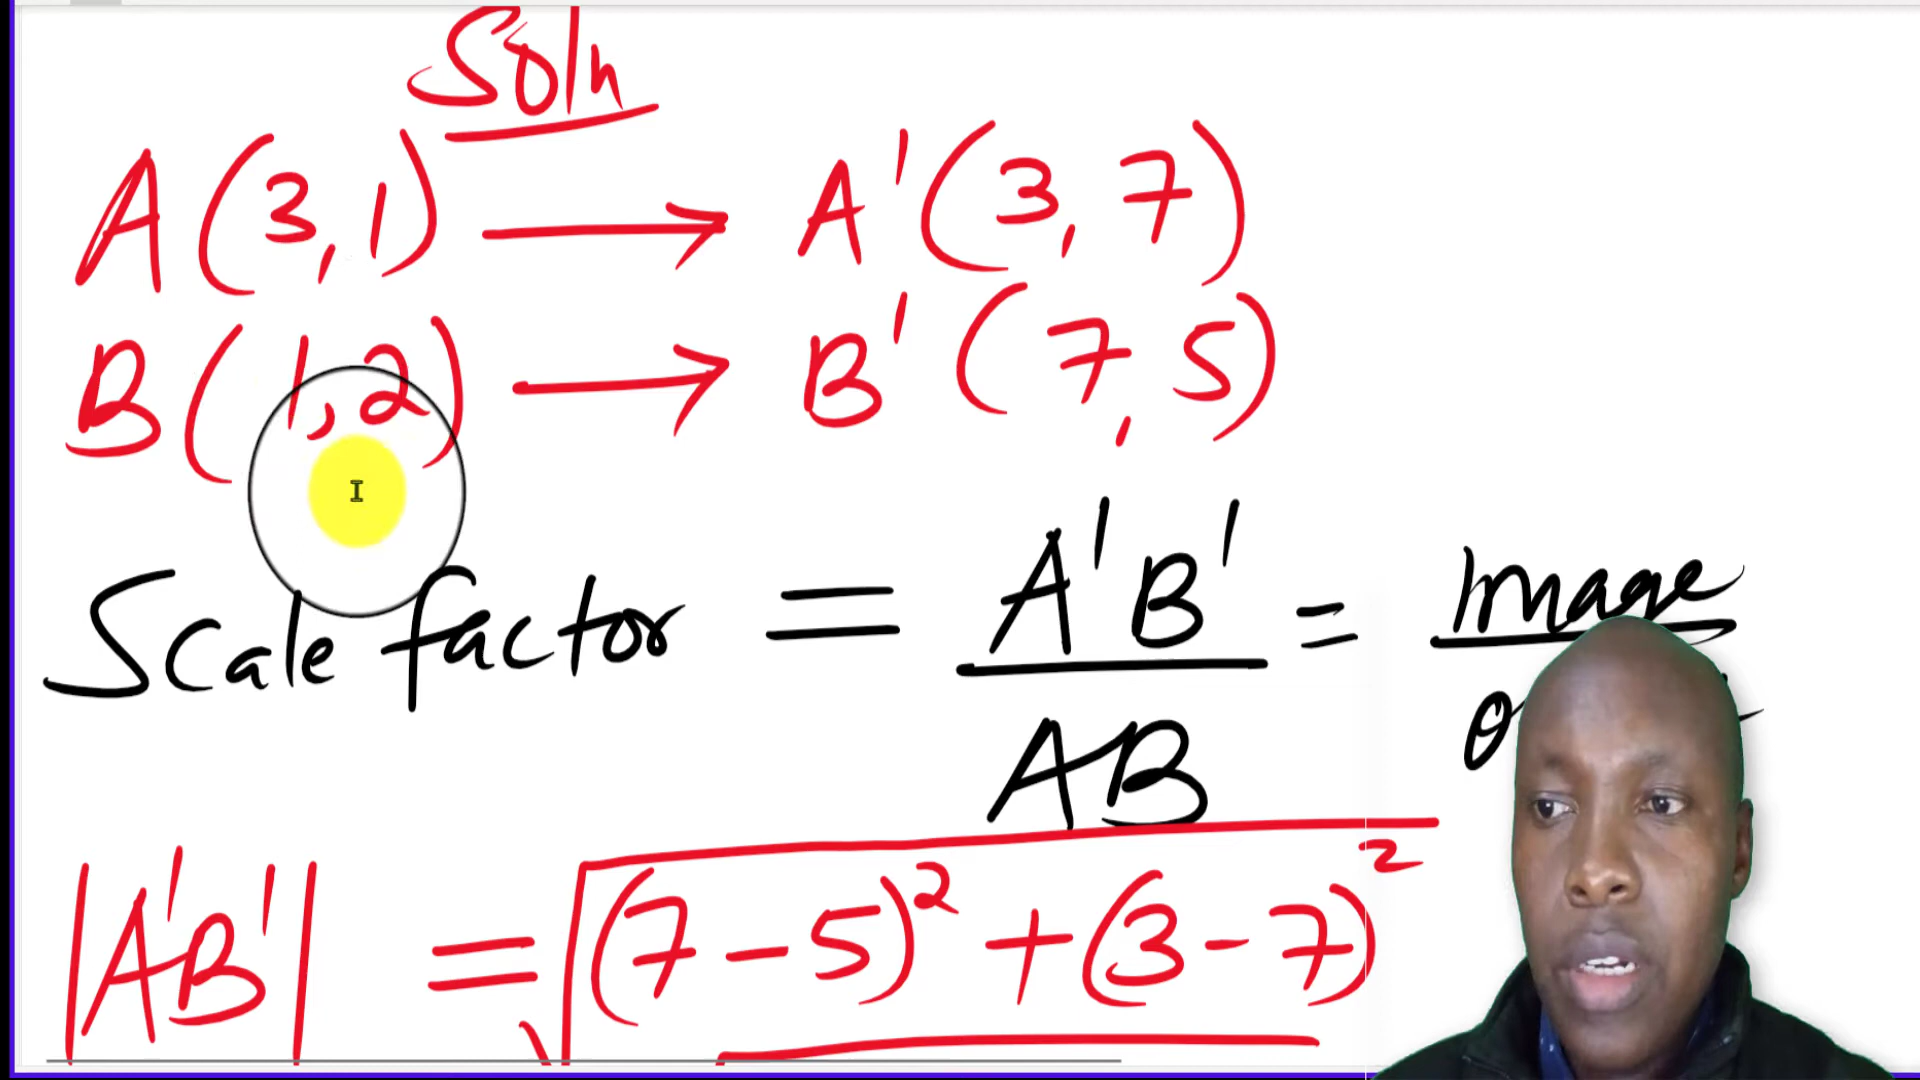 Soln
A(3,1) → A'(3,7)
B(1,2) → B'(7,5)
Scale factor = A'B' / AB = Image
|A'B'| = √(7-5)² + (3-7)²